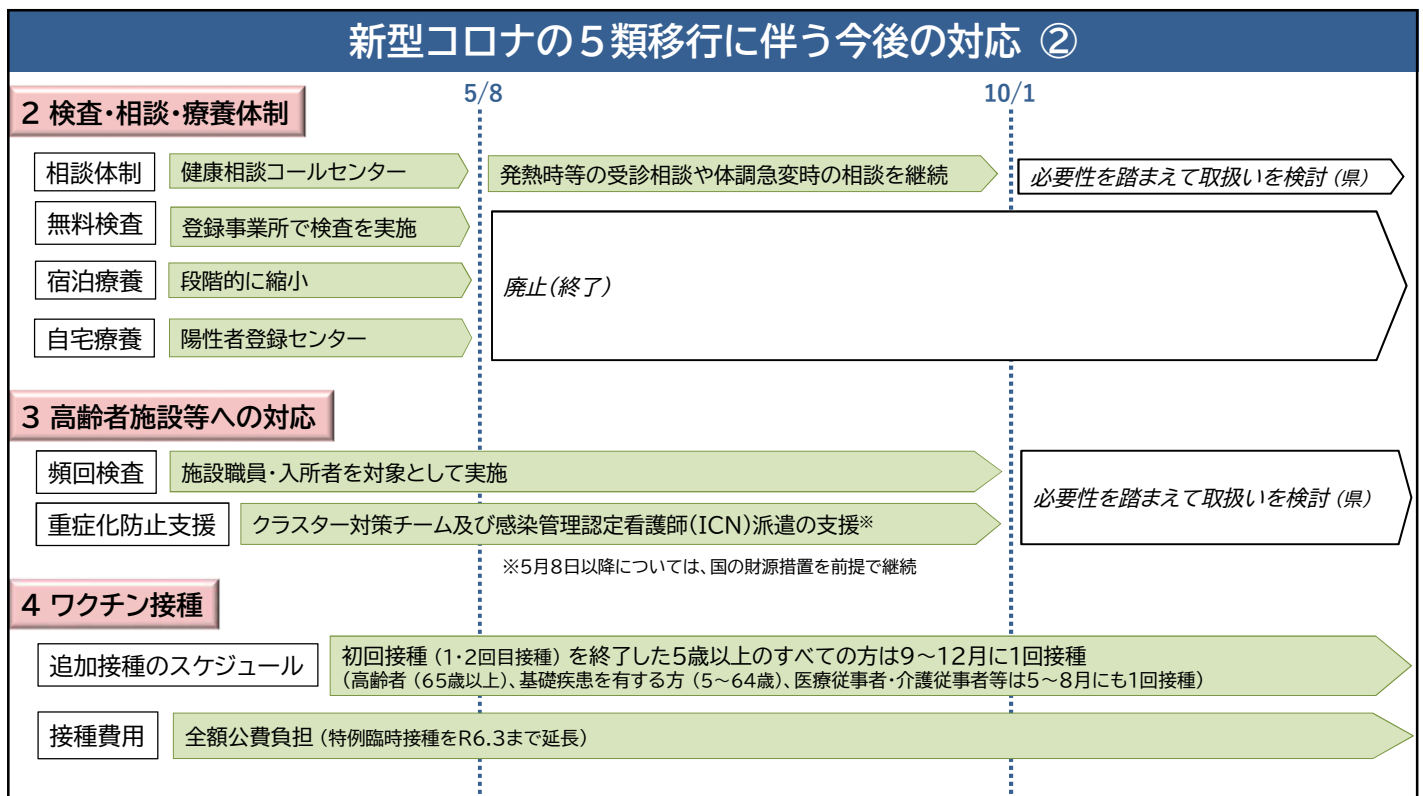 新型コロナの５類移行に伴う今後の対応 ②
5/8
10/1
2 検査・相談・療養体制
相談体制
健康相談コールセンター
発熱時等の受診相談や体調急変時の相談を継続
必要性を踏まえて取扱いを検討（県）
無料検査
登録事業所で検査を実施
宿泊療養
段階的に縮小
廃止（終了）
自宅療養
陽性者登録センター
3 高齢者施設等への対応
頻回検査
施設職員・入所者を対象として実施
必要性を踏まえて取扱いを検討（県）
重症化防止支援
クラスター対策チーム及び感染管理認定看護師（ICN）派遣の支援※
※5月8日以降については、国の財源措置を前提で継続
4 ワクチン接種
追加接種のスケジュール
初回接種（1・2回目接種）を終了した5歳以上のすべての方は9～12月に1回接種
（高齢者（65歳以上）、基礎疾患を有する方（5～64歳）、医療従事者・介護従事者等は5～8月にも1回接種）
接種費用
全額公費負担（特例臨時接種をR6.3まで延長）